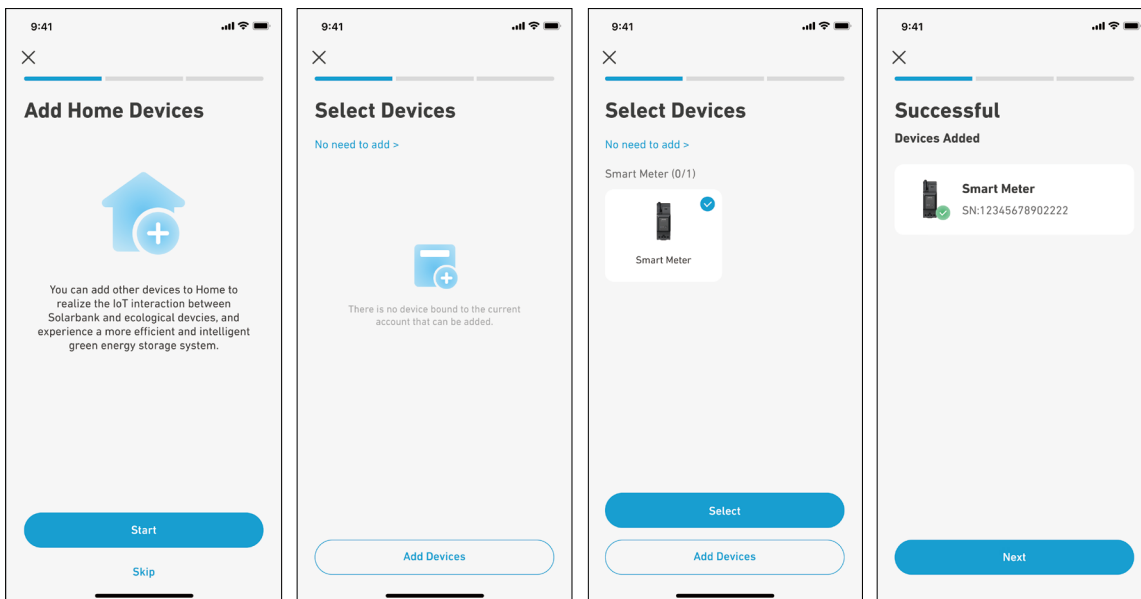 9:41
Add Home Devices
You can add other devices to Home to
realize the IoT interaction between
Solarbank and ecological devcies, and
experience a more efficient and intelligent
green energy storage system.
Start
Skip
9:41
Select Devices
No need to add >
There is no device bound to the current
account that can be added.
Add Devices
9:41
Select Devices
No need to add >
Smart Meter (0/1)
Smart Meter
Select
Add Devices
9:41
Successful
Devices Added
Smart Meter
SN:12345678902222
Next